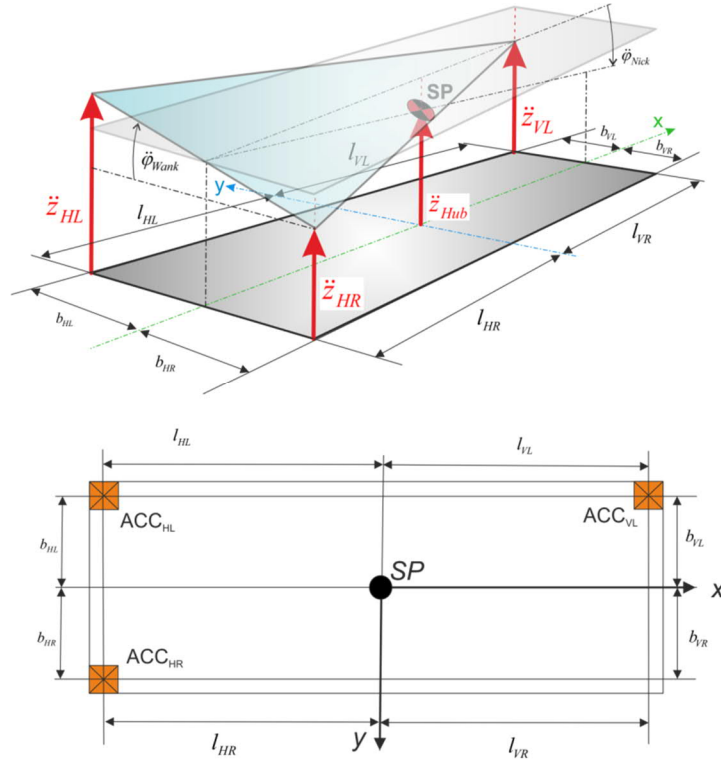 φ̈Nick
SP
z̈VL
x
bVL
bVR
lVL
φ̈Wank
y
z̈HL
lHL
z̈Hub
lVR
z̈HR
bHL
lHR
bHR
lHL
lVL
ACCHL
ACCVL
bHL
bVL
SP
x
bHR
bVR
ACCHR
lHR
y
lVR